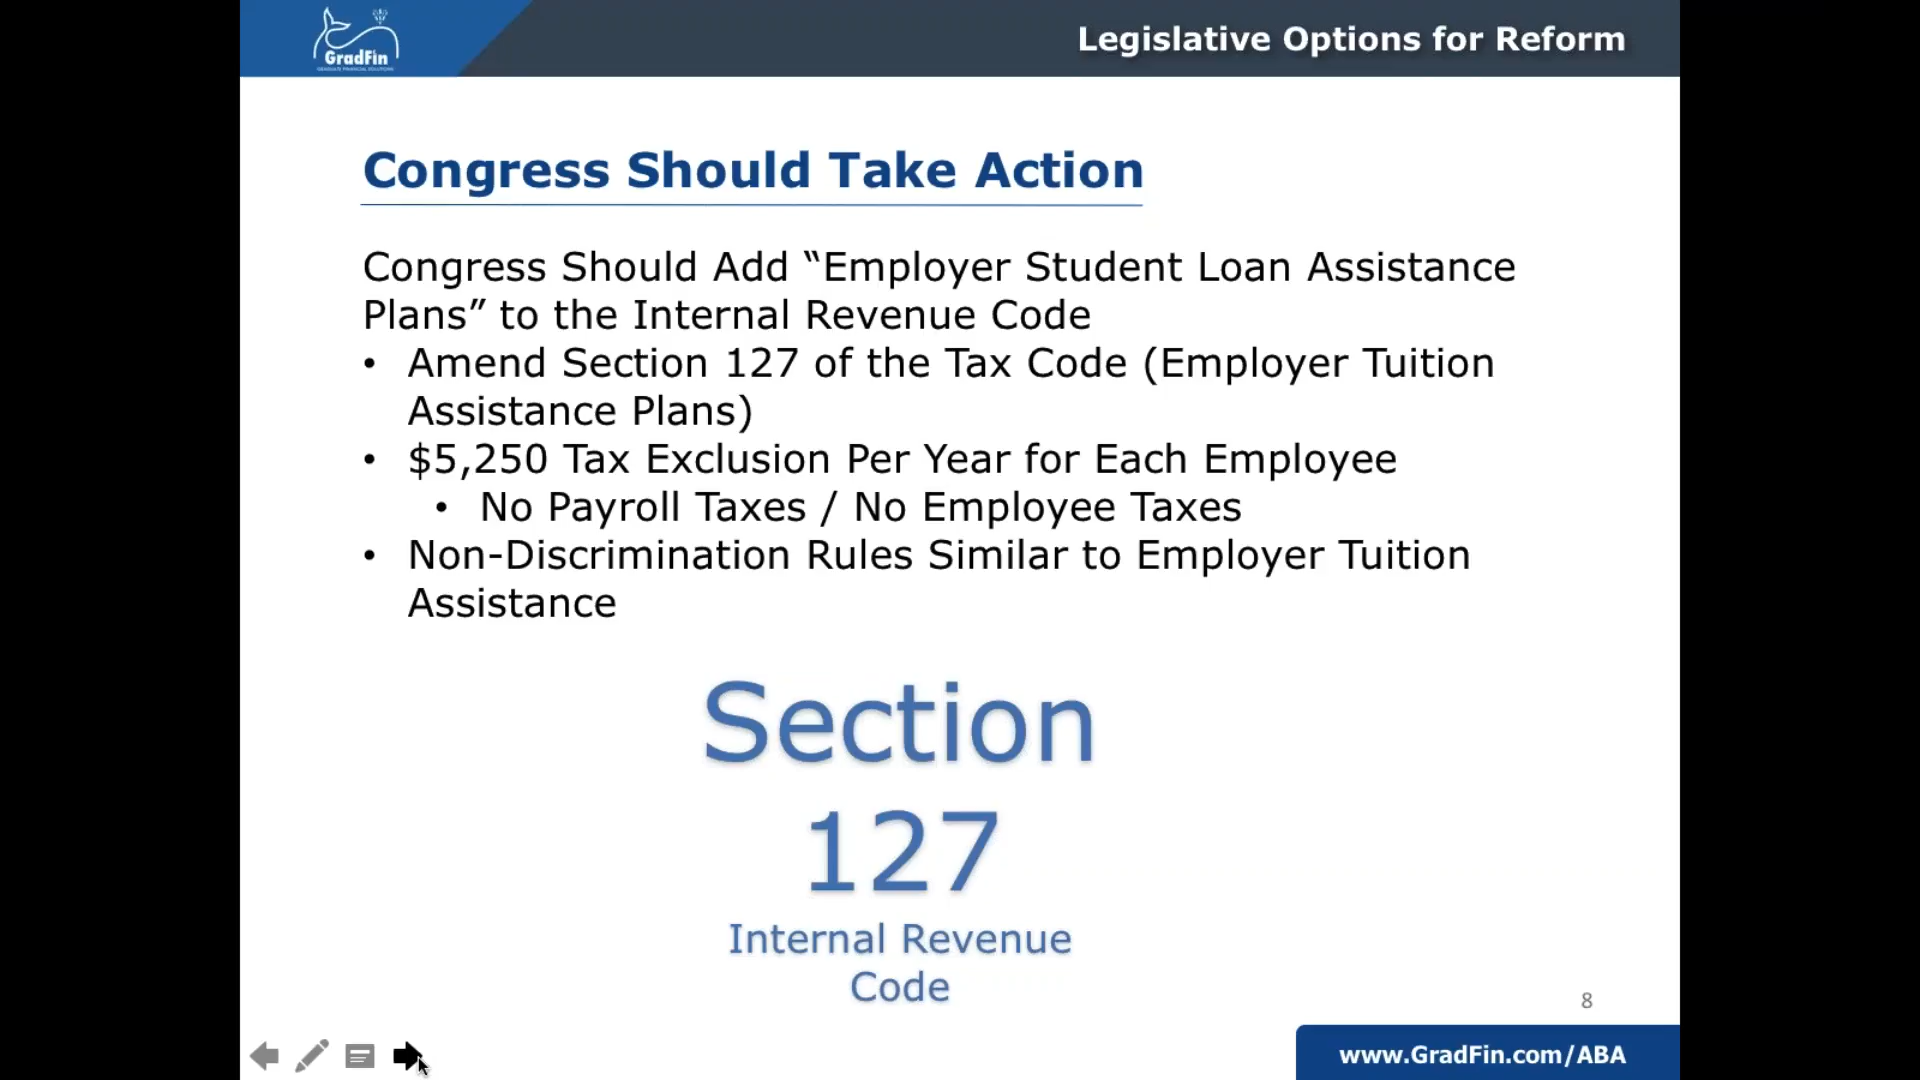 GradFin
GRADUATE FINANCIAL SOLUTIONS
Legislative Options for Reform
Congress Should Take Action
Congress Should Add “Employer Student Loan Assistance
Plans” to the Internal Revenue Code
• Amend Section 127 of the Tax Code (Employer Tuition
Assistance Plans)
• $5,250 Tax Exclusion Per Year for Each Employee
• No Payroll Taxes / No Employee Taxes
• Non-Discrimination Rules Similar to Employer Tuition
Assistance
Section
127
Internal Revenue
Code
8
www.GradFin.com/ABA